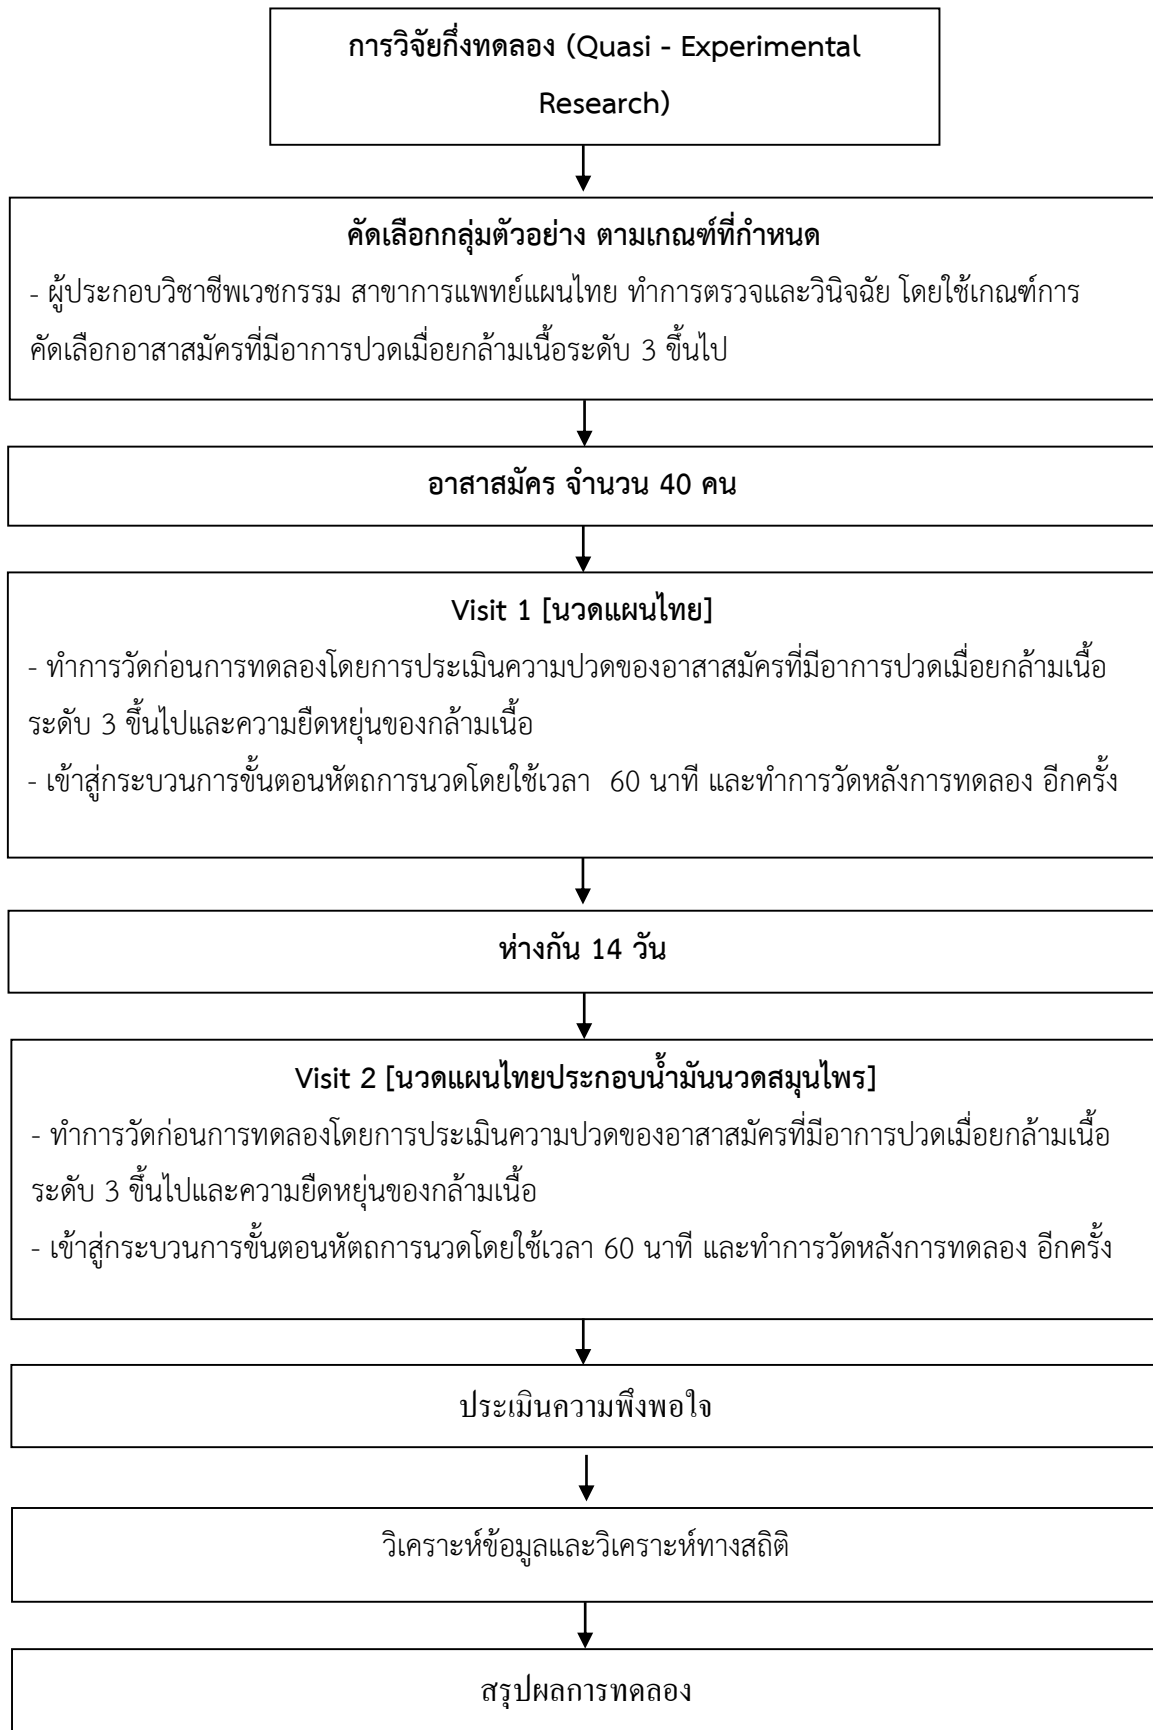 การวิจัยกึ่งทดลอง (Quasi - Experimental
Research)
คัดเลือกกลุ่มตัวอย่าง ตามเกณฑ์ที่กำหนด
- ผู้ประกอบวิชาชีพเวชกรรม สาขาการแพทย์แผนไทย ทำการตรวจและวินิจฉัย โดยใช้เกณฑ์การ
คัดเลือกอาสาสมัครที่มีอาการปวดเมื่อยกล้ามเนื้อระดับ 3 ขึ้นไป
อาสาสมัคร จำนวน 40 คน
Visit 1 [นวดแผนไทย]
- ทำการวัดก่อนการทดลองโดยการประเมินความปวดของอาสาสมัครที่มีอาการปวดเมื่อยกล้ามเนื้อ
ระดับ 3 ขึ้นไปและความยืดหยุ่นของกล้ามเนื้อ
- เข้าสู่กระบวนการขั้นตอนหัตถการนวดโดยใช้เวลา  60 นาที และทำการวัดหลังการทดลอง อีกครั้ง
ห่างกัน 14 วัน
Visit 2 [นวดแผนไทยประกอบน้ำมันนวดสมุนไพร]
- ทำการวัดก่อนการทดลองโดยการประเมินความปวดของอาสาสมัครที่มีอาการปวดเมื่อยกล้ามเนื้อ
ระดับ 3 ขึ้นไปและความยืดหยุ่นของกล้ามเนื้อ
- เข้าสู่กระบวนการขั้นตอนหัตถการนวดโดยใช้เวลา 60 นาที และทำการวัดหลังการทดลอง อีกครั้ง
ประเมินความพึงพอใจ
วิเคราะห์ข้อมูลและวิเคราะห์ทางสถิติ
สรุปผลการทดลอง